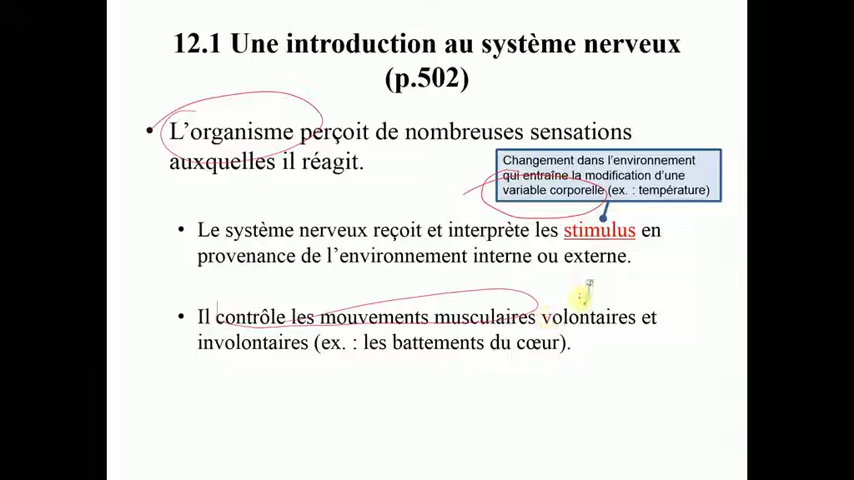 12.1 Une introduction au système nerveux
(p.502)
• L’organisme perçoit de nombreuses sensations
auxquelles il réagit.
Changement dans l’environnement
qui entraîne la modification d’une
variable corporelle (ex. : température)
• Le système nerveux reçoit et interprète les stimulus en
provenance de l’environnement interne ou externe.
• Il contrôle les mouvements musculaires volontaires et
involontaires (ex. : les battements du cœur).